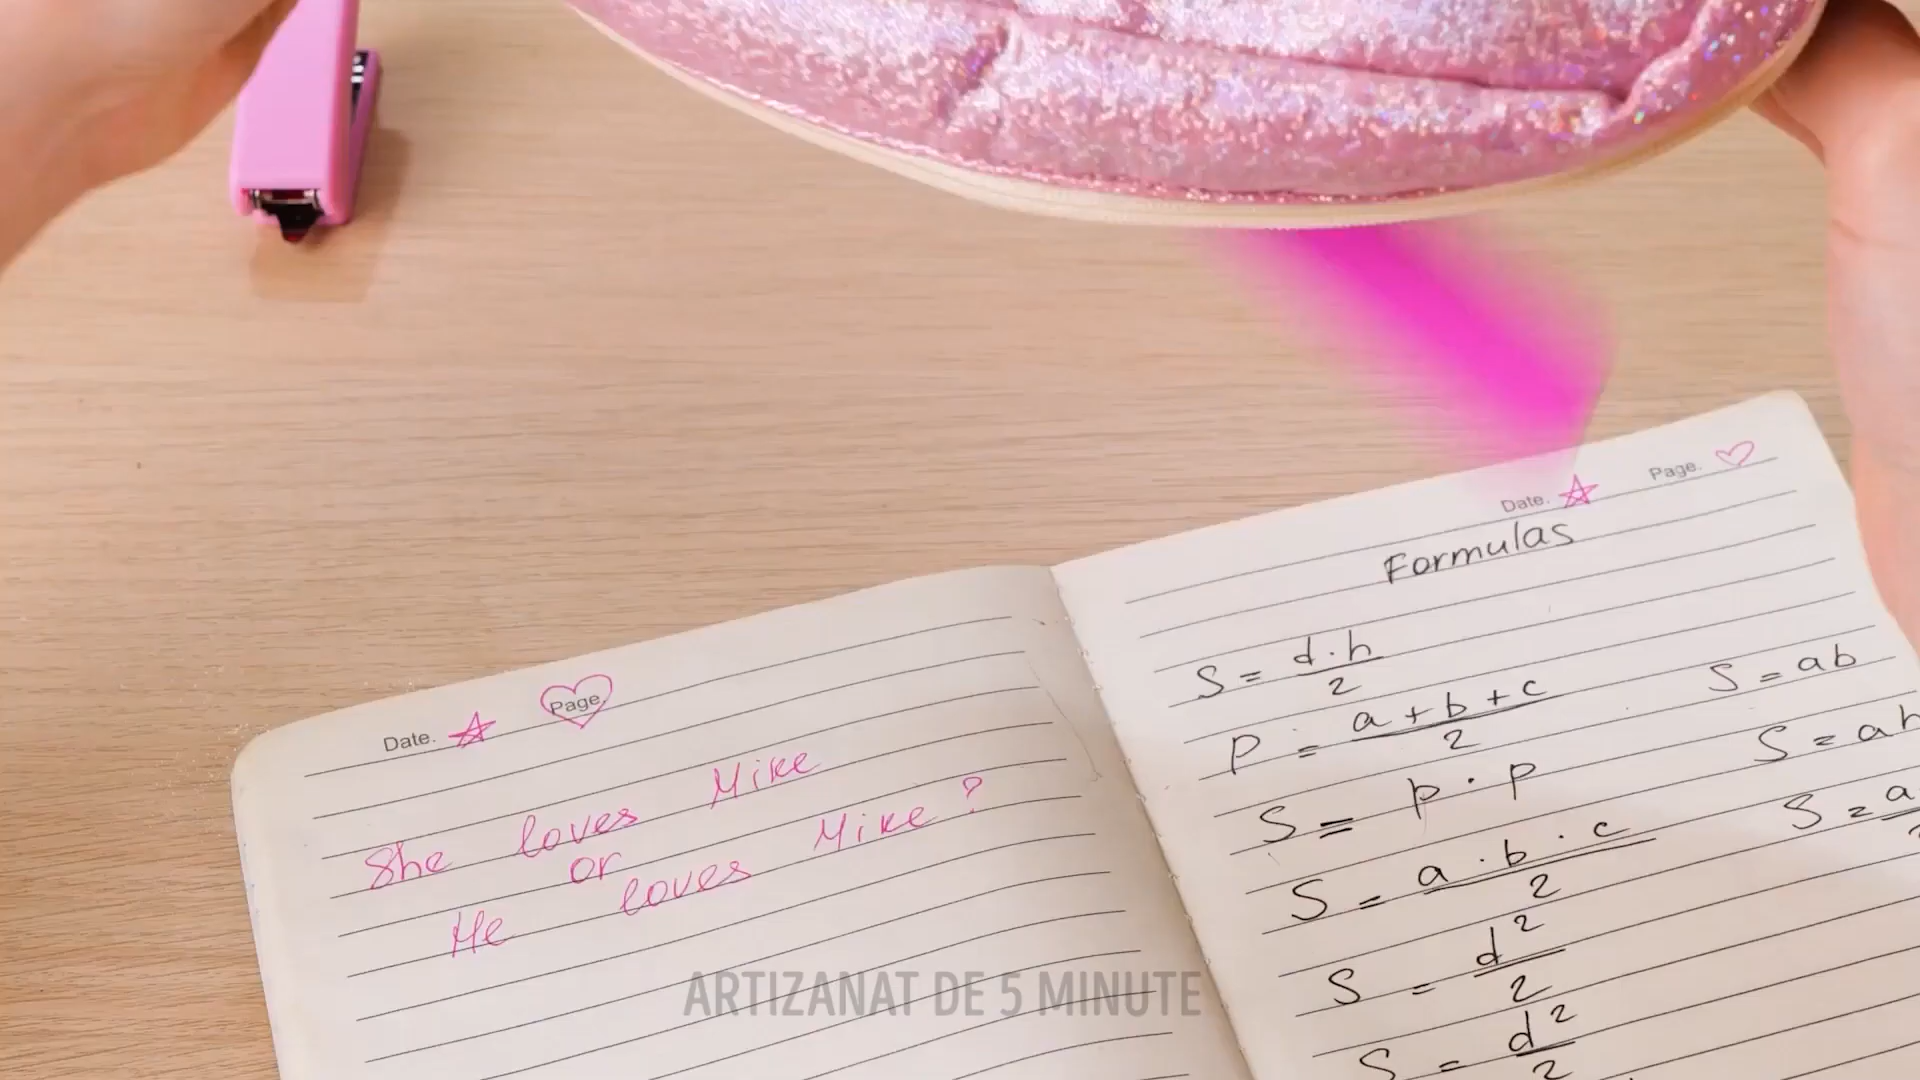 Date. Page.
She loves Mike
or
He loves Mike?
Date. Page.
Formulas
S = d·h/2
S = ab
P = a+b+c/2
S = ah
S = p·p
S = a·b·c/2
S = d²/2
S = d²/2
ARTIZANAT DE 5 MINUTE